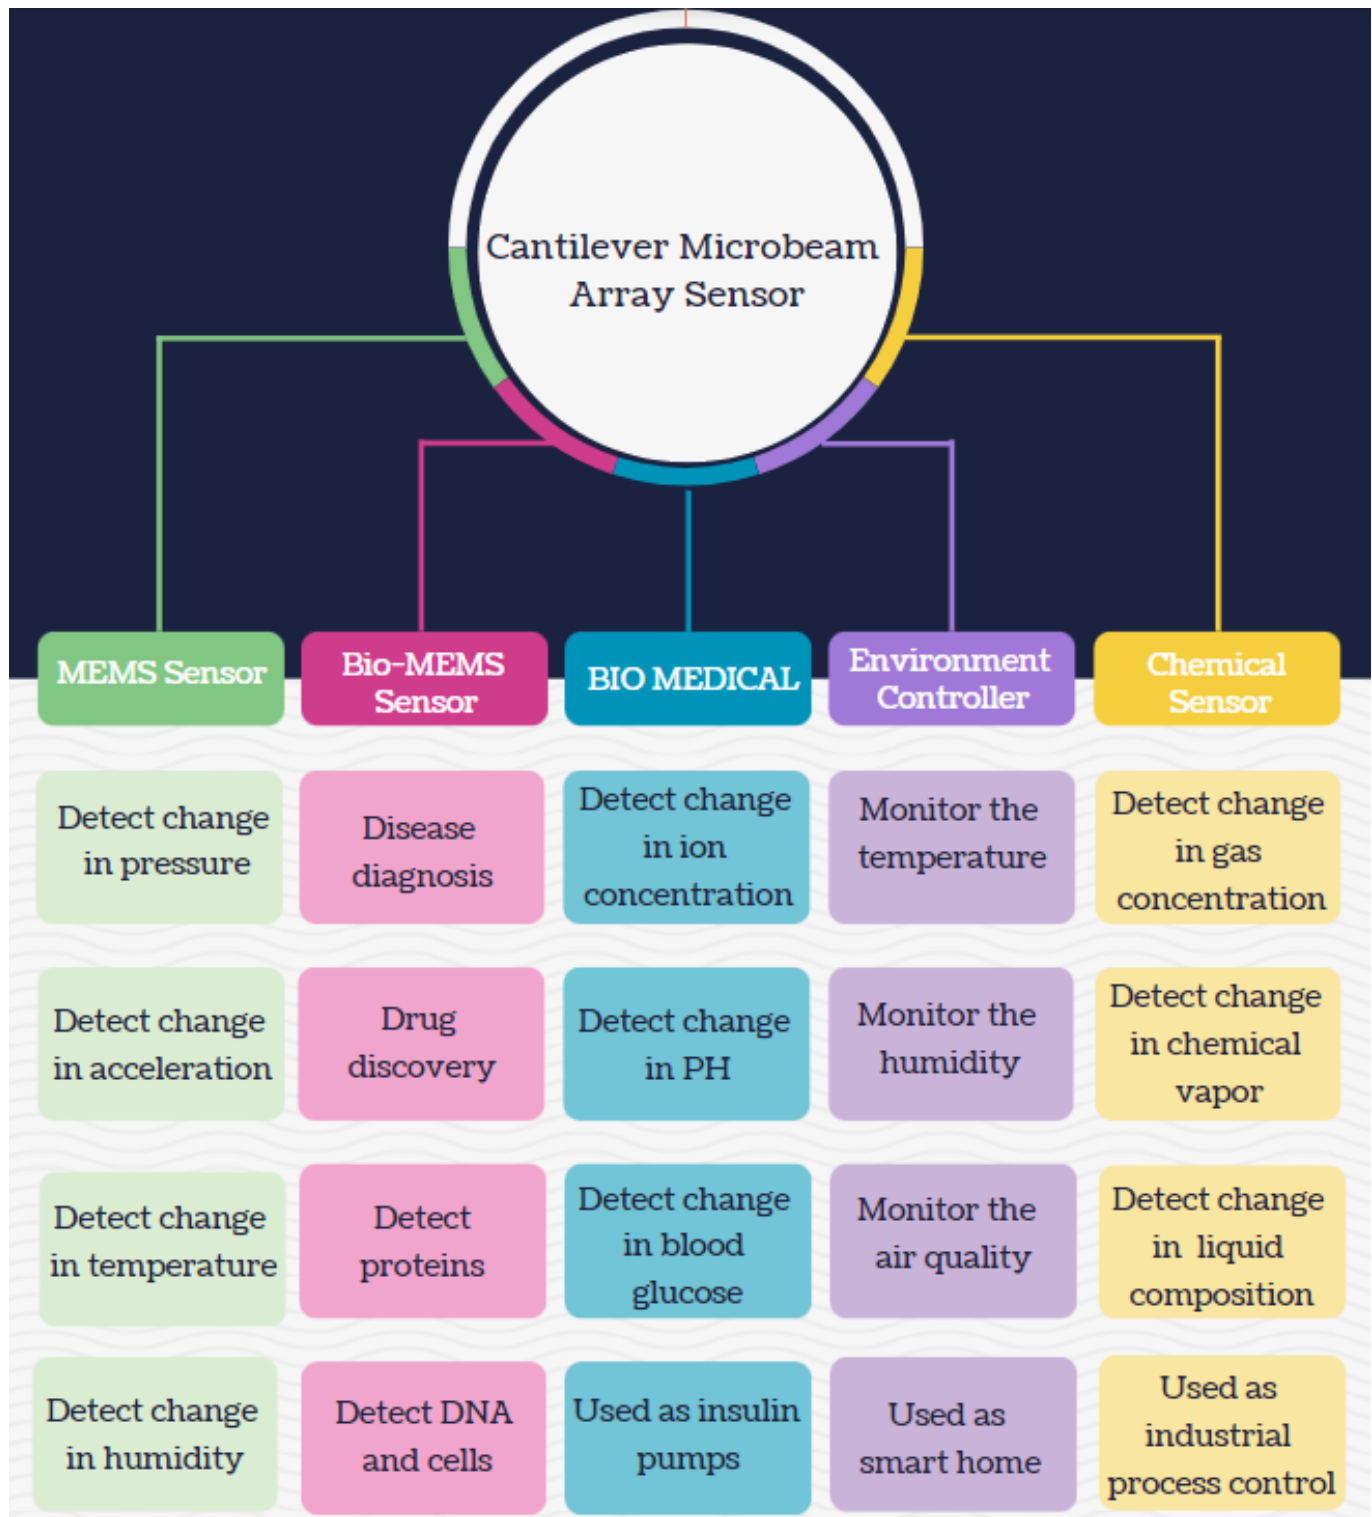 Cantilever Microbeam
Array Sensor
MEMS Sensor
Bio-MEMS
Sensor
BIO MEDICAL
Environment
Controller
Chemical
Sensor
Detect change
in pressure
Disease
diagnosis
Detect change
in ion
concentration
Monitor the
temperature
Detect change
in gas
concentration
Detect change
in acceleration
Drug
discovery
Detect change
in PH
Monitor the
humidity
Detect change
in chemical
vapor
Detect change
in temperature
Detect
proteins
Detect change
in blood
glucose
Monitor the
air quality
Detect change
in liquid
composition
Detect change
in humidity
Detect DNA
and cells
Used as insulin
pumps
Used as
smart home
Used as
industrial
process control